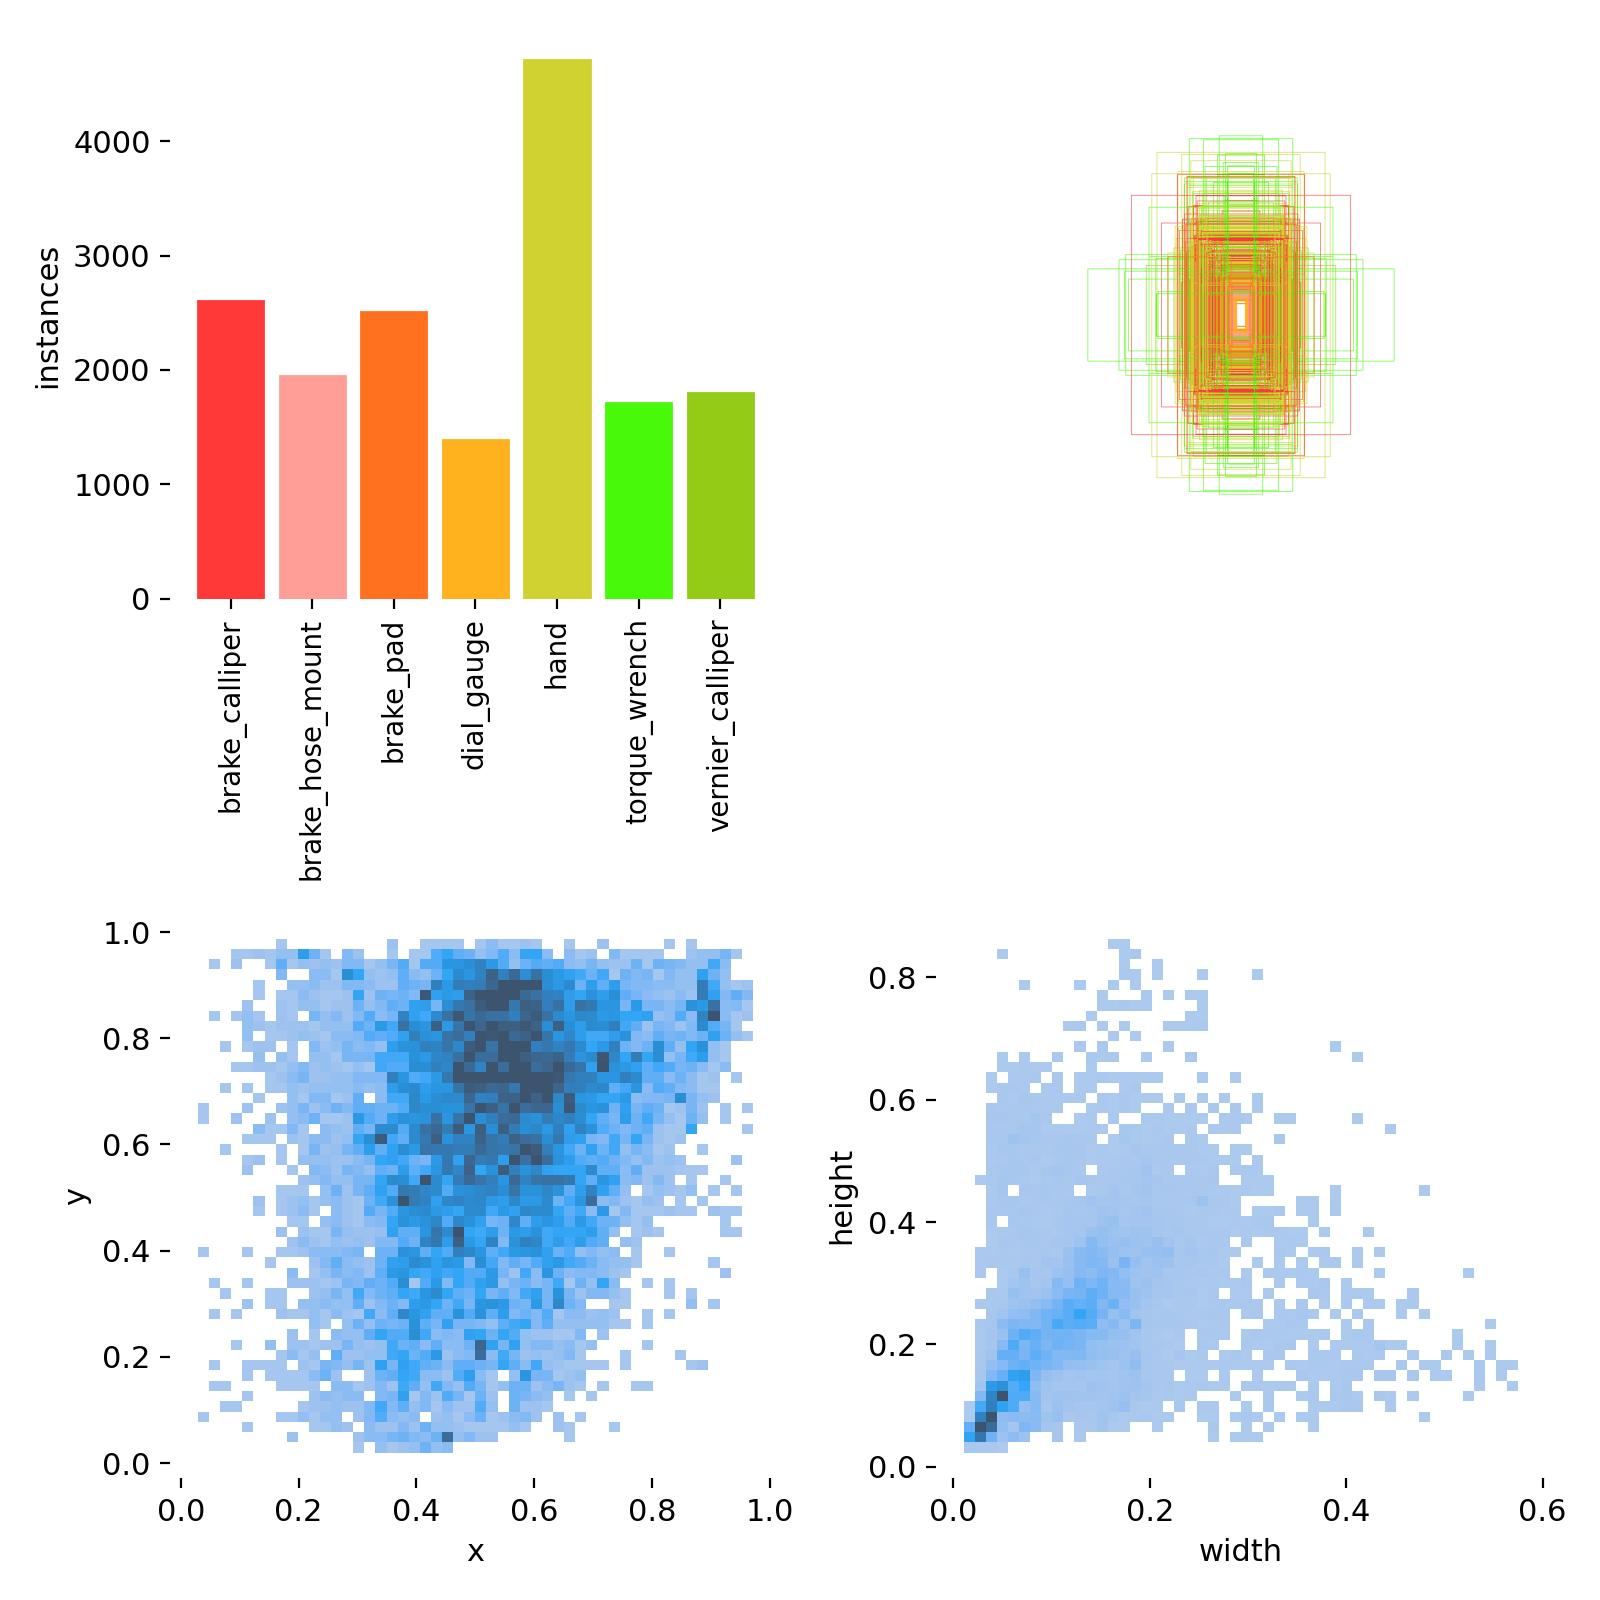 instances
4000
3000
2000
1000
0
brake_calliper
brake_hose_mount
brake_pad
dial_gauge
hand
torque_wrench
vernier_calliper
y
1.0
0.8
0.6
0.4
0.2
0.0
0.0 0.2 0.4 0.6 0.8 1.0
x
height
0.8
0.6
0.4
0.2
0.0
0.0 0.2 0.4 0.6
width